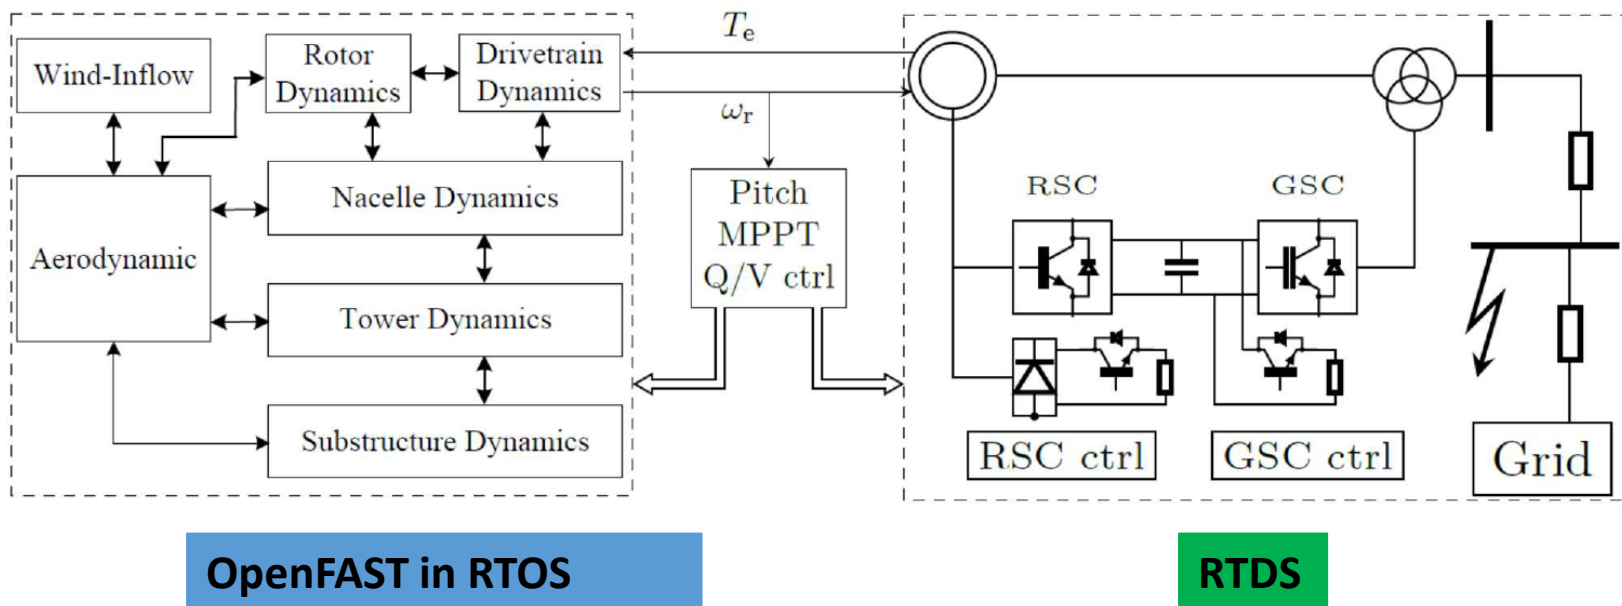 Wind-Inflow
Rotor
Dynamics
Drivetrain
Dynamics
Aerodynamic
Nacelle Dynamics
Tower Dynamics
Substructure Dynamics
Te
ωr
Pitch
MPPT
Q/V ctrl
RSC
GSC
RSC ctrl
GSC ctrl
Grid
OpenFAST in RTOS
RTDS